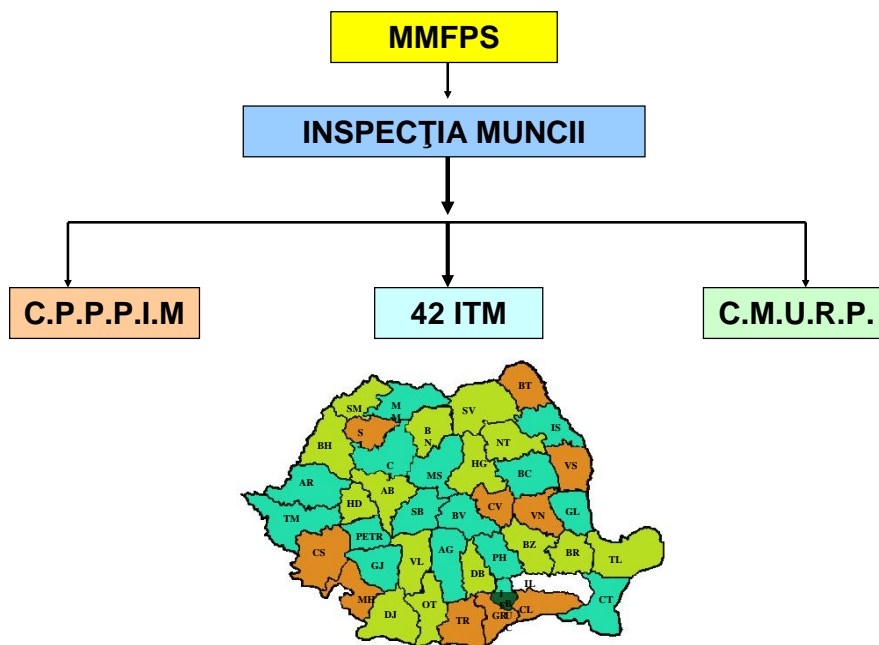 MMFPS
INSPECŢIA MUNCII
C.P.P.P.I.M
42 ITM
C.M.U.R.P.
BT
SM
M
M
SV
S
B
N
IS
BH
NT
C
HG
VS
MS
BC
AR
AB
HD
SB
BV
CV
VN
GL
TM
PETR
CS
GJ
VL
AG
DB
PH
BZ
BR
TL
IL
MH
DJ
OT
TR
GR
CL
CT